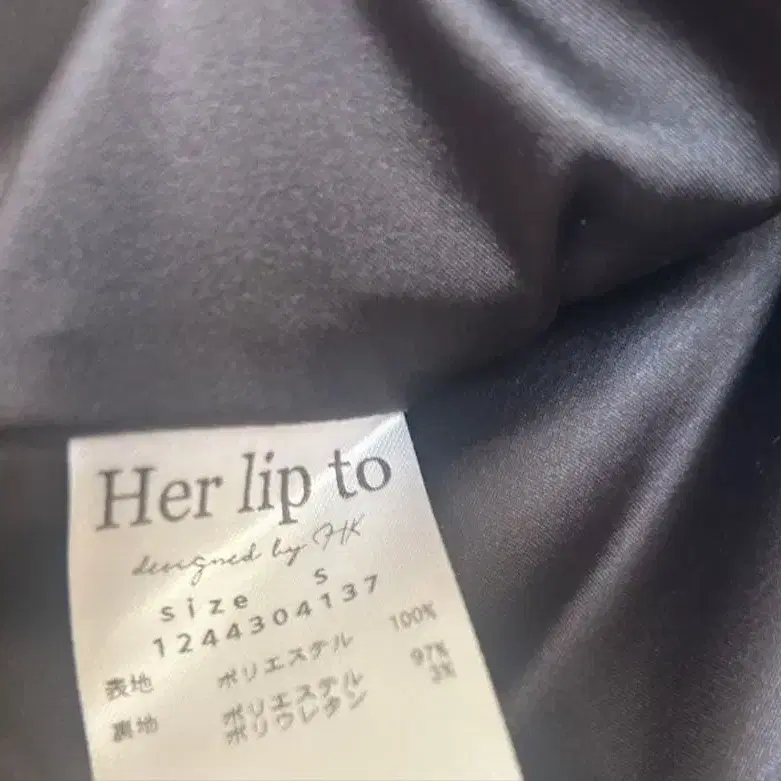 Her lip to
designed by HK
size S
1244304137
表地 ポリエステル 100%
裏地 ポリエステル 97%
ポリウレタン 3%